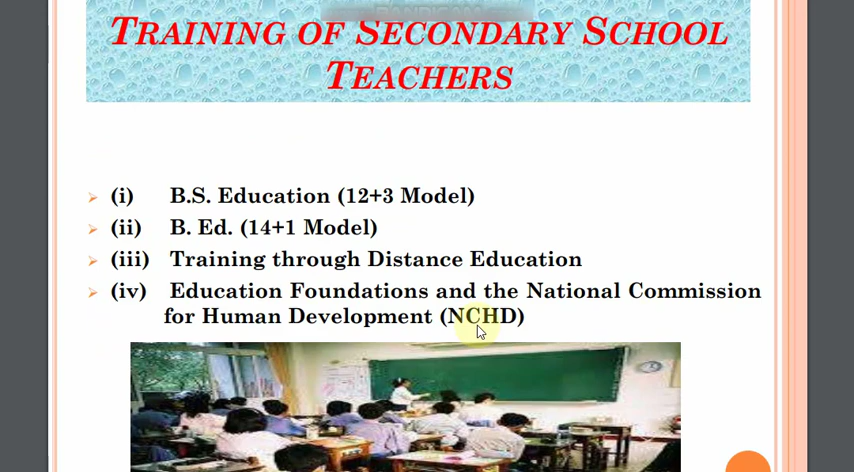 TRAINING OF SECONDARY SCHOOL
TEACHERS
(i) B.S. Education (12+3 Model)
(ii) B. Ed. (14+1 Model)
(iii) Training through Distance Education
(iv) Education Foundations and the National Commission
for Human Development (NCHD)